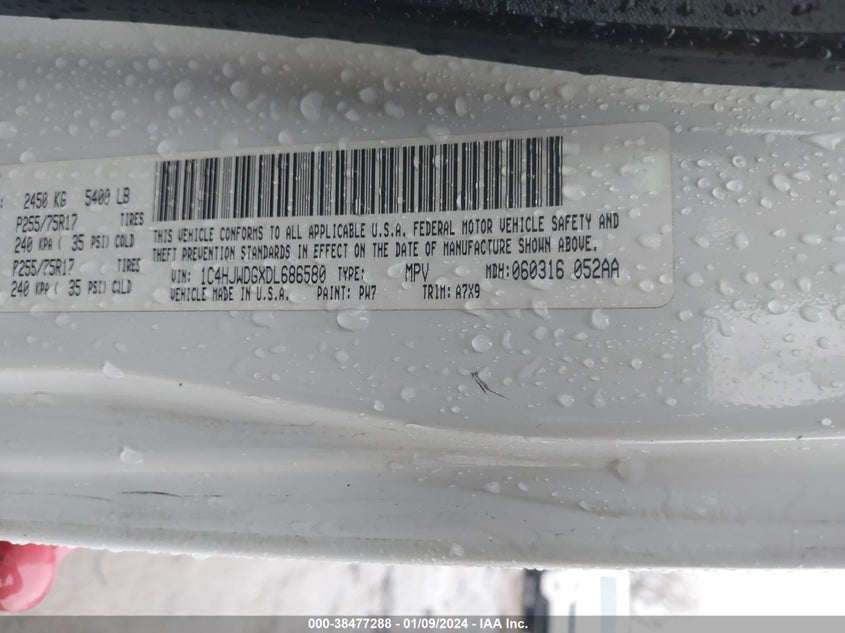 2450 KG 5400 LB
P255/75R17 TIRES
240 KPA ( 35 PSI) COLD
P255/75R17 TIRES
240 KPA ( 35 PSI) COLD
THIS VEHICLE CONFORMS TO ALL APPLICABLE U.S.A. FEDERAL MOTOR VEHICLE SAFETY AND
THEFT PREVENTION STANDARDS IN EFFECT ON THE DATE OF MANUFACTURE SHOWN ABOVE.
VIN: 1C4HJWDGXDL686580 TYPE: MPV MDH:060316 052AA
VEHICLE MADE IN U.S.A. PAINT: PW7 TRIM: A7X9
000-38477288 - 01/09/2024 - IAA Inc.